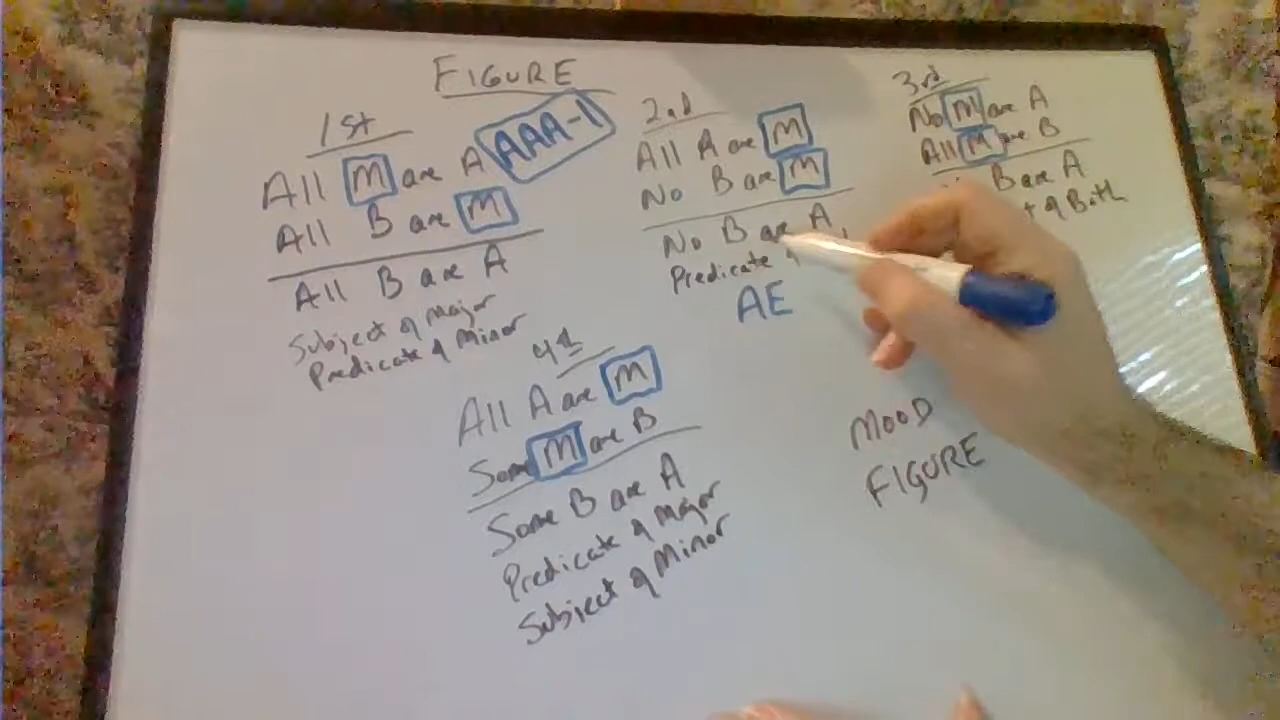 FIGURE
1st
All M are A AAA-1
All B are M
All B are A
Subject of Major
Predicate of Minor
2nd
All A are M
No B are M
No B are A
Predicate
AE
3rd
No M are A
All M are B
B are A
of Both
4th
All A are M
Some M are B
Some B are A
Predicate of Major
Subject of Minor
MOOD
FIGURE